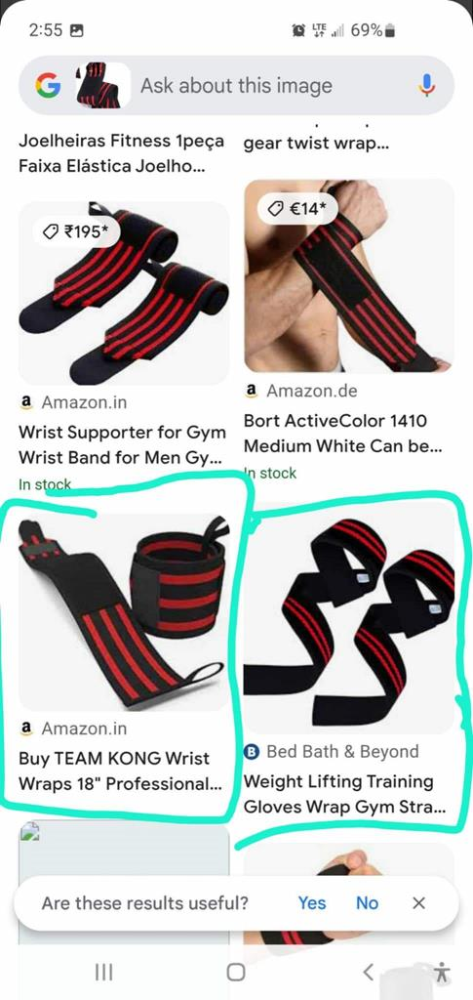 2:55
LTE
69%
Ask about this image
Joelheiras Fitness 1peça
Faixa Elástica Joelho...
gear twist wrap...
₹195*
€14*
a Amazon.in
Wrist Supporter for Gym
Wrist Band for Men Gy...
In stock
a Amazon.de
Bort ActiveColor 1410
Medium White Can be...
In stock
a Amazon.in
Buy TEAM KONG Wrist
Wraps 18" Professional...
B Bed Bath & Beyond
Weight Lifting Training
Gloves Wrap Gym Stra...
Are these results useful? Yes No